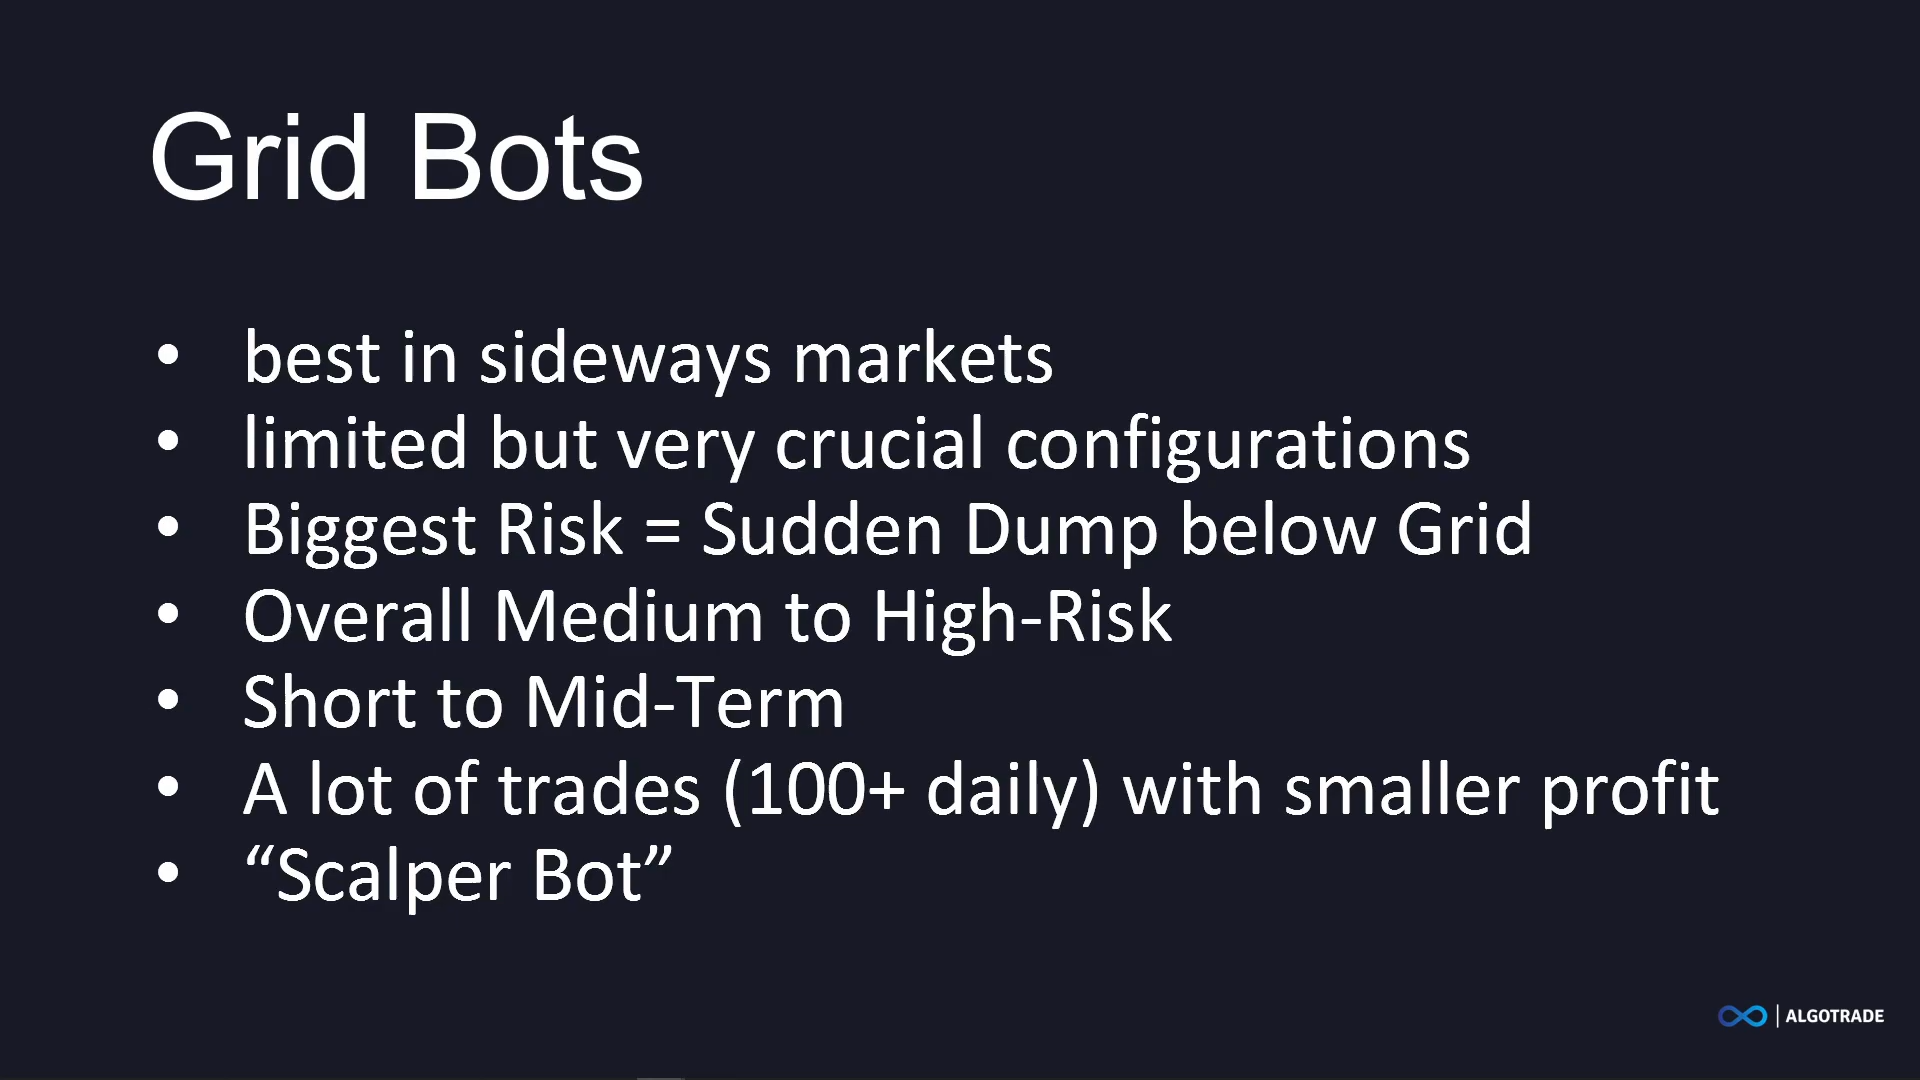 Grid Bots
• best in sideways markets
• limited but very crucial configurations
• Biggest Risk = Sudden Dump below Grid
• Overall Medium to High-Risk
• Short to Mid-Term
• A lot of trades (100+ daily) with smaller profit
• “Scalper Bot”
ALGOTRADE